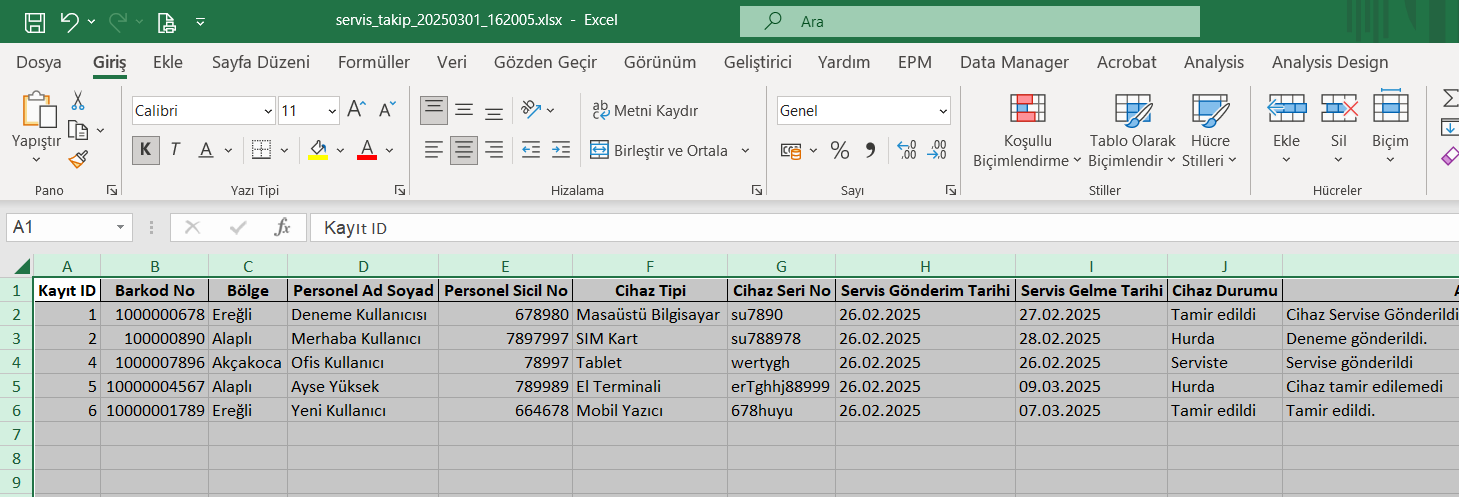 servis_takip_20250301_162005.xlsx - Excel
Ara
Dosya Giriş Ekle Sayfa Düzeni Formüller Veri Gözden Geçir Görünüm Geliştirici Yardım EPM Data Manager Acrobat Analysis Analysis Design
Yapıştır
Pano
Calibri 11
K T A A A
Yazı Tipi
ab Metni Kaydır
Birleştir ve Ortala
Hizalama
Genel
% ,00 ,0
Sayı
Koşullu Biçimlendirme
Tablo Olarak Biçimlendir
Hücre Stilleri
Stiller
Ekle Sil Biçim
Hücreler
A1 fx Kayıt ID
A B C D E F G H I J
1 Kayıt ID Barkod No Bölge Personel Ad Soyad Personel Sicil No Cihaz Tipi Cihaz Seri No Servis Gönderim Tarihi Servis Gelme Tarihi Cihaz Durumu
2 1 1000000678 Ereğli Deneme Kullanıcısı 678980 Masaüstü Bilgisayar su7890 26.02.2025 27.02.2025 Tamir edildi Cihaz Servise Gönderildi
3 2 100000890 Alaplı Merhaba Kullanıcı 7897997 SIM Kart su788978 26.02.2025 28.02.2025 Hurda Deneme gönderildi.
4 4 1000007896 Akçakoca Ofis Kullanıcı 78997 Tablet wertygh 26.02.2025 26.02.2025 Serviste Servise gönderildi
5 5 10000004567 Alaplı Ayse Yüksek 789989 El Terminali erTghhj88999 26.02.2025 09.03.2025 Hurda Cihaz tamir edilemedi
6 6 10000001789 Ereğli Yeni Kullanıcı 664678 Mobil Yazıcı 678huyu 26.02.2025 07.03.2025 Tamir edildi Tamir edildi.
7
8
9